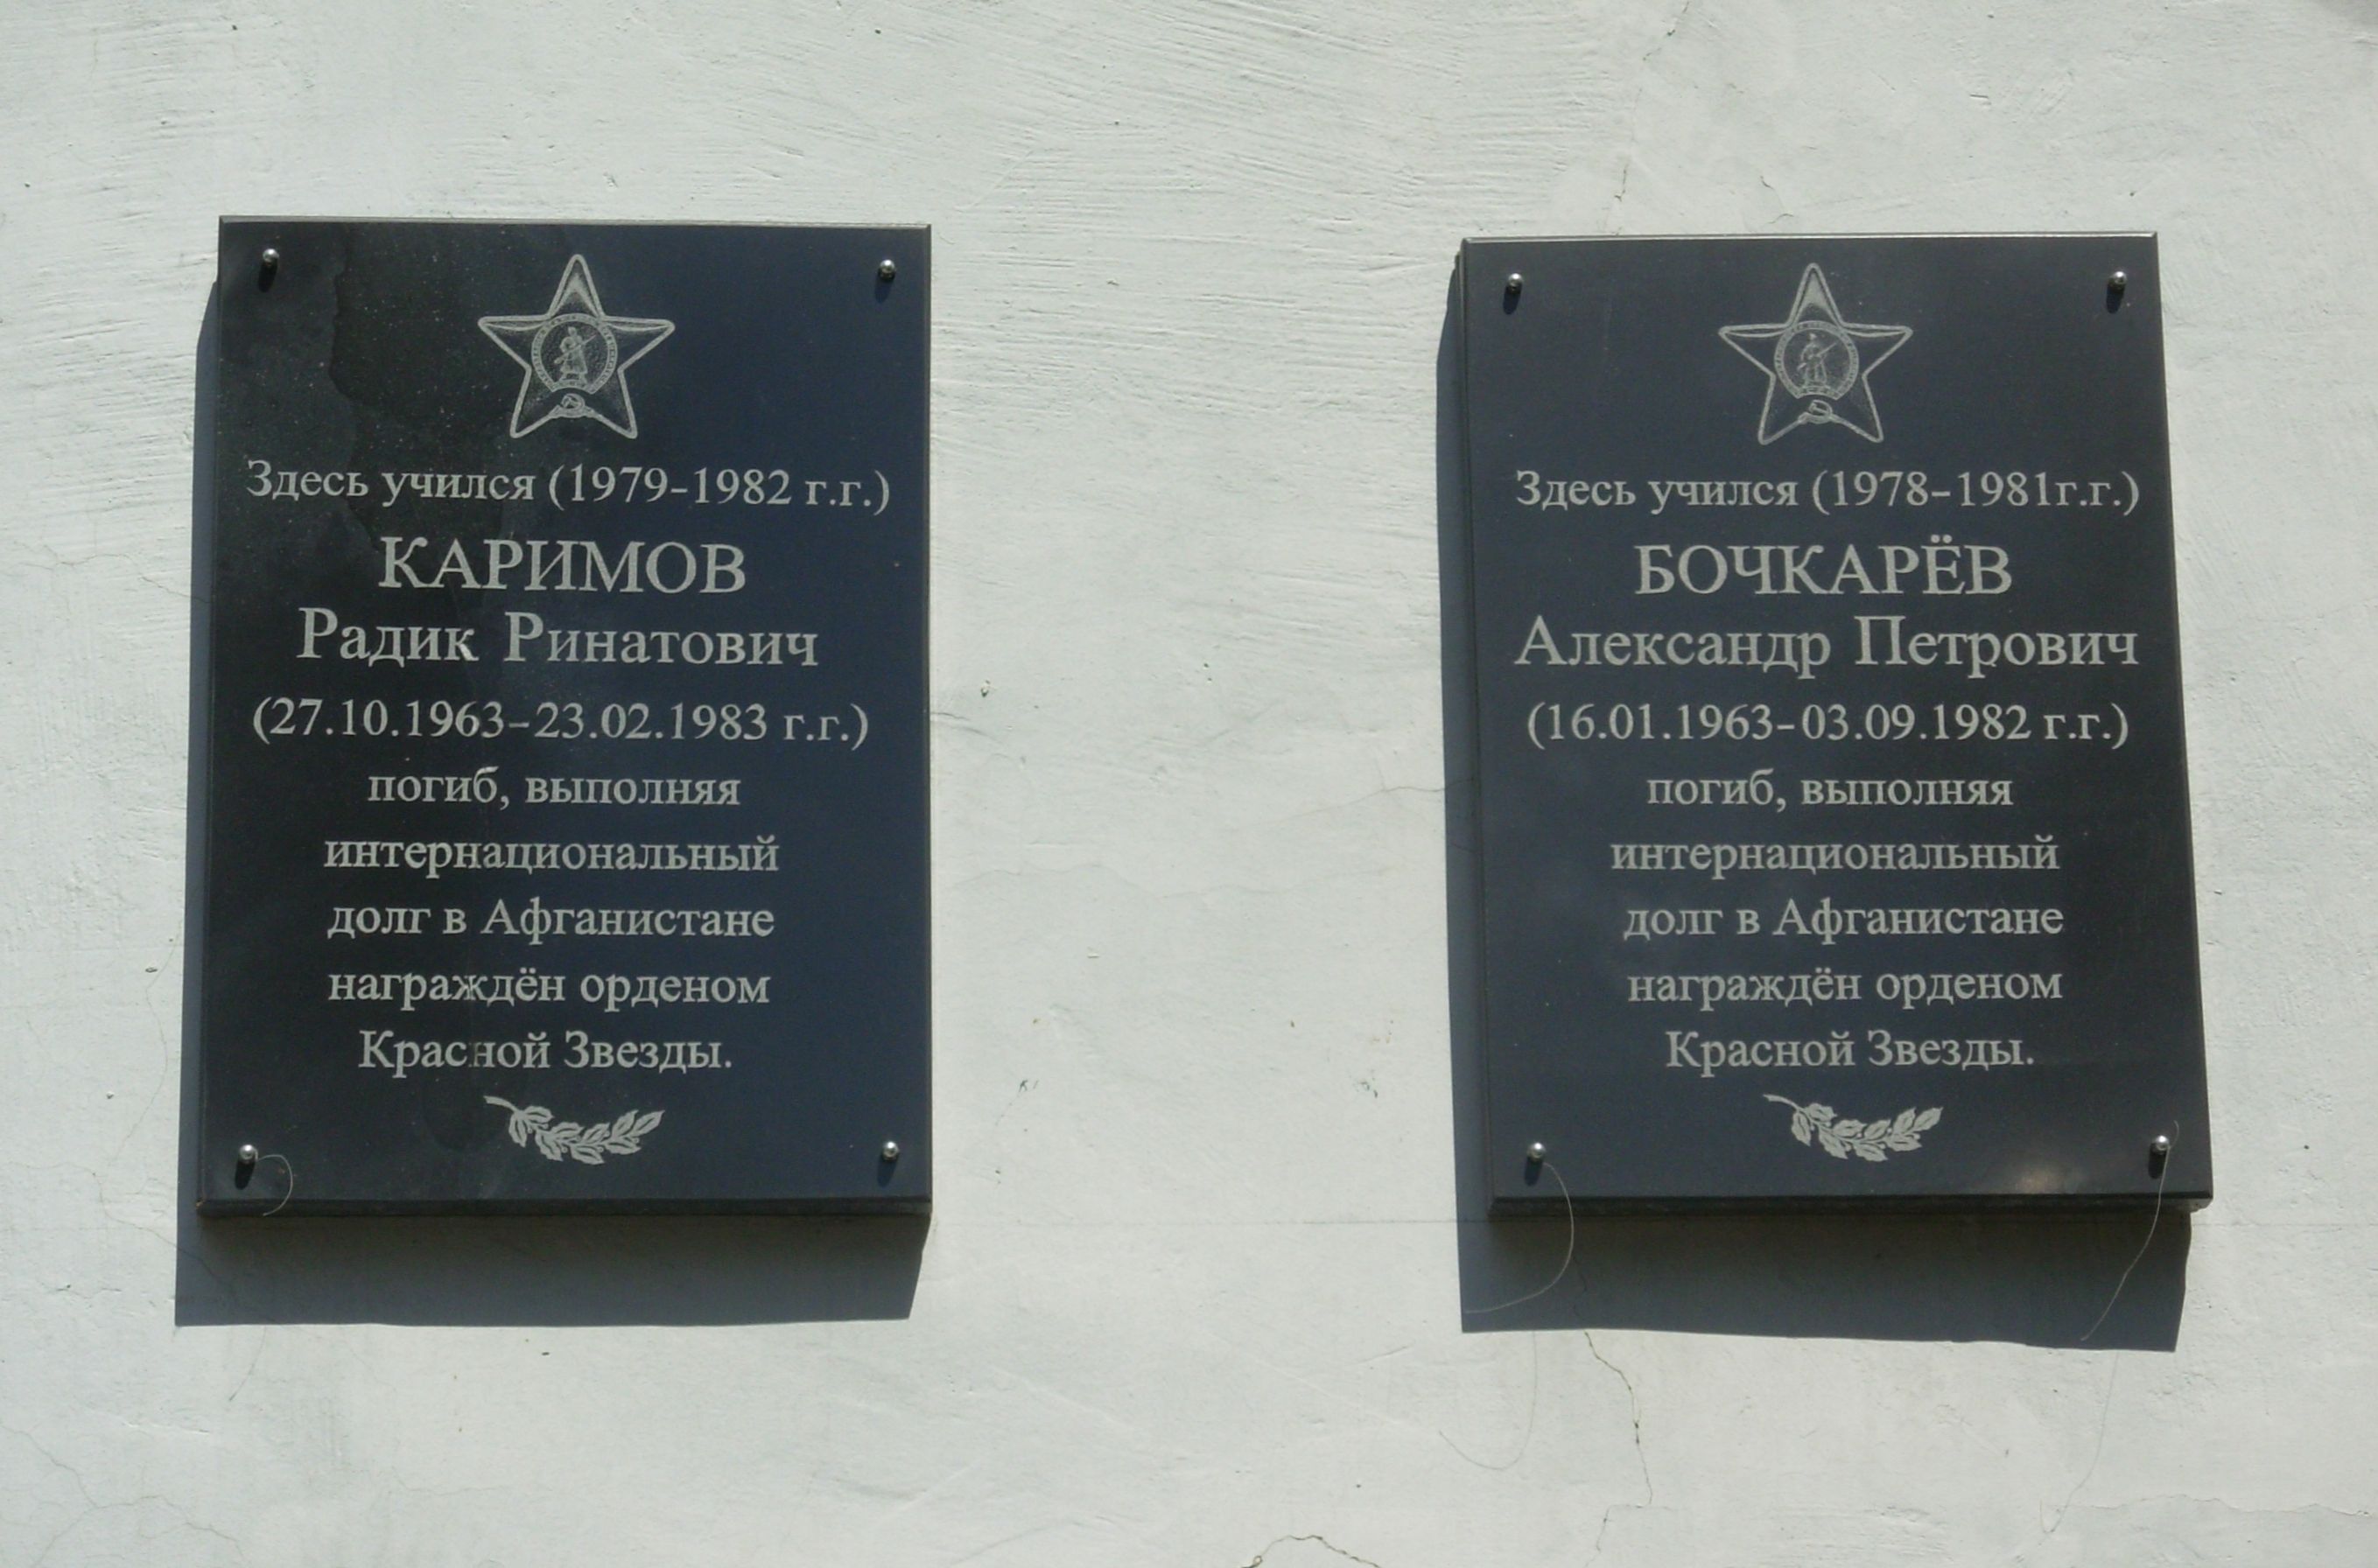 Здесь учился (1979-1982 г.г.)
КАРИМОВ
Радик Ринатович
(27.10.1963-23.02.1983 г.г.)
погиб, выполняя
интернациональный
долг в Афганистане
награждён орденом
Красной Звезды.
Здесь учился (1978-1981г.г.)
БОЧКАРЁВ
Александр Петрович
(16.01.1963-03.09.1982 г.г.)
погиб, выполняя
интернациональный
долг в Афганистане
награждён орденом
Красной Звезды.